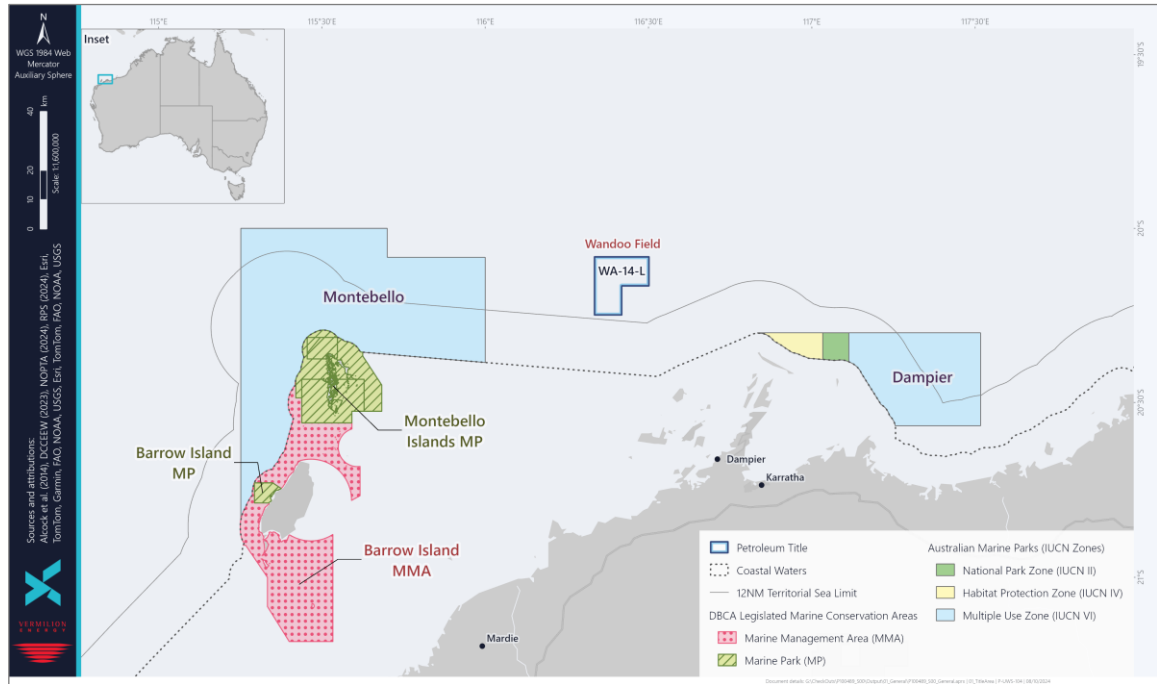 N
WGS 1984 Web
Mercator
Auxiliary Sphere
km
40
20
10
0
Scale: 1:1,600,000
Sources and attributions:
Alcock et al. (2014), DCCEEW (2023), NOPTA (2024), RPS (2024), Esri,
TomTom, Garmin, FAO, NOAA, USGS, Esri, TomTom, FAO, NOAA, USGS
VERMILION
ENERGY
Inset
115°E
115°30'E
116°E
116°30'E
117°E
117°30'E
19°30'S
20°S
20°30'S
21°S
Wandoo Field
WA-14-L
Montebello
Dampier
Montebello
Islands MP
Barrow Island
MP
Dampier
Karratha
Barrow Island
MMA
Mardie
Petroleum Title
Coastal Waters
12NM Territorial Sea Limit
DBCA Legislated Marine Conservation Areas
Marine Management Area (MMA)
Marine Park (MP)
Australian Marine Parks (IUCN Zones)
National Park Zone (IUCN II)
Habitat Protection Zone (IUCN IV)
Multiple Use Zone (IUCN VI)